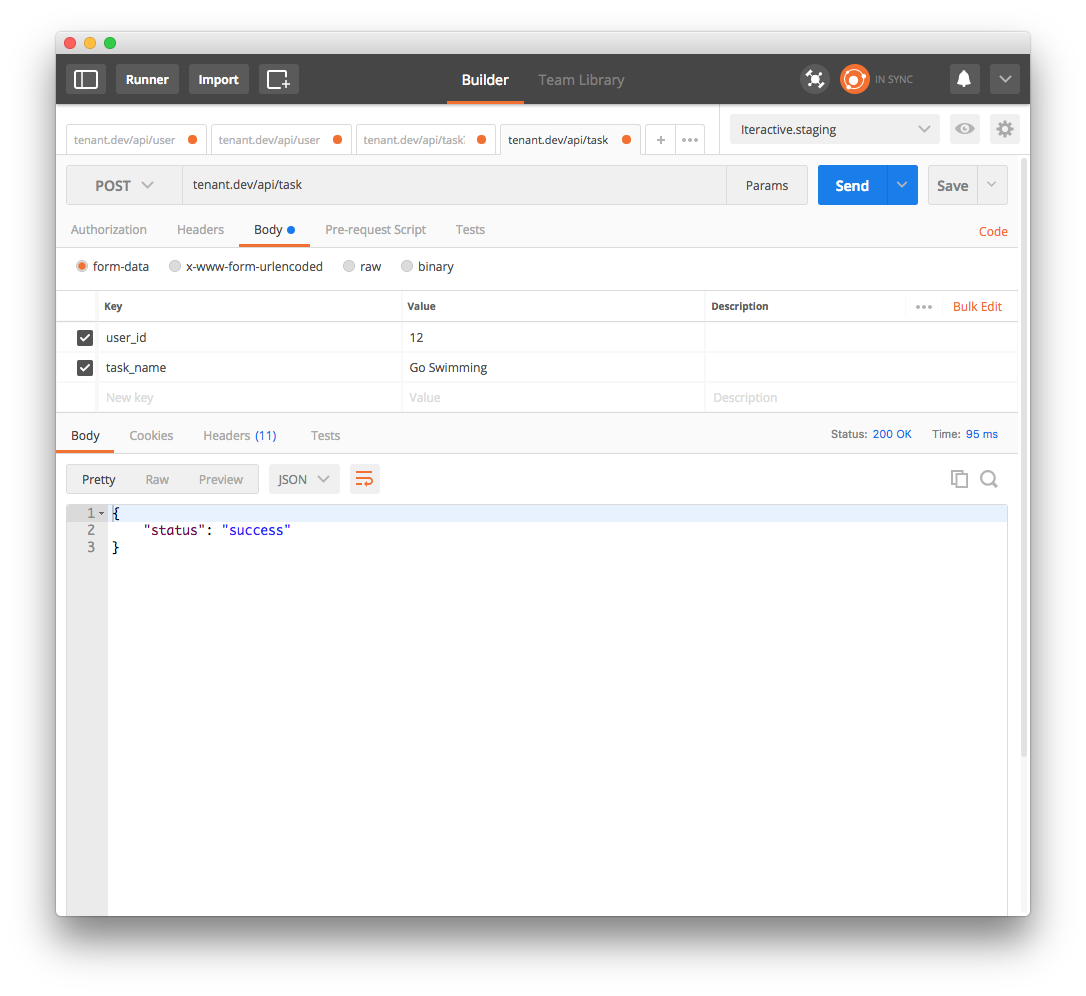 Runner Import Builder Team Library IN SYNC
tenant.dev/api/user tenant.dev/api/user tenant.dev/api/task tenant.dev/api/task + ••• Iteractive.staging
POST tenant.dev/api/task Params Send Save
Authorization Headers Body Pre-request Script Tests Code
form-data x-www-form-urlencoded raw binary
Key Value Description ••• Bulk Edit
user_id 12
task_name Go Swimming
New key Value Description
Body Cookies Headers (11) Tests Status: 200 OK Time: 95 ms
Pretty Raw Preview JSON
1 {
2 "status": "success"
3 }